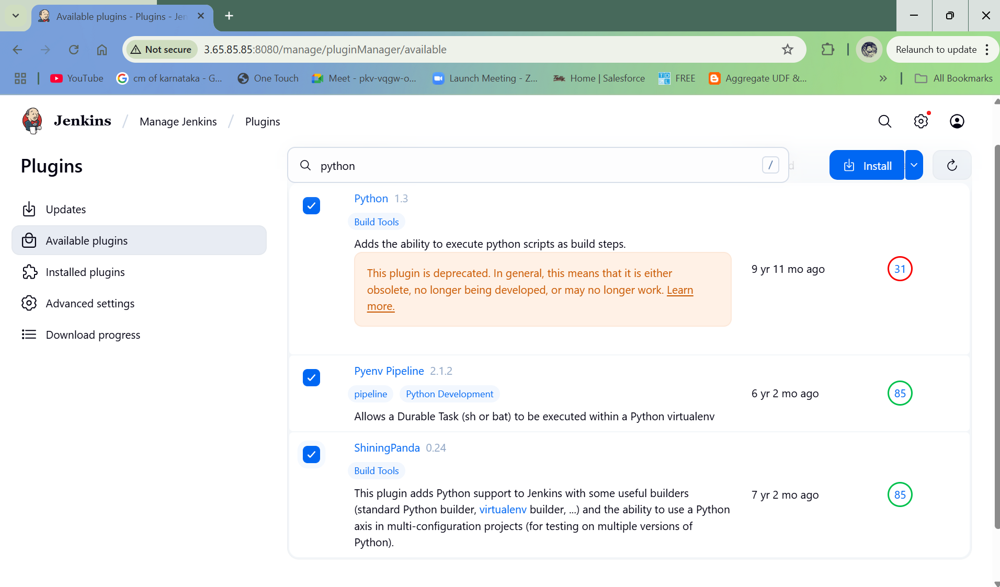 Available plugins - Plugins - Jen
Not secure
3.65.85.85:8080/manage/pluginManager/available
Relaunch to update
YouTube
cm of karnataka - G...
One Touch
Meet - pkv-vqgw-o...
Launch Meeting - Z...
Home | Salesforce
FREE
Aggregate UDF &...
All Bookmarks
Jenkins / Manage Jenkins / Plugins
Plugins
python
/
Install
Updates
Available plugins
Installed plugins
Advanced settings
Download progress
Python 1.3
Build Tools
Adds the ability to execute python scripts as build steps.
This plugin is deprecated. In general, this means that it is either
obsolete, no longer being developed, or may no longer work. Learn
more.
9 yr 11 mo ago
31
Pyenv Pipeline 2.1.2
pipeline
Python Development
Allows a Durable Task (sh or bat) to be executed within a Python virtualenv
6 yr 2 mo ago
85
ShiningPanda 0.24
Build Tools
This plugin adds Python support to Jenkins with some useful builders
(standard Python builder, virtualenv builder, ...) and the ability to use a Python
axis in multi-configuration projects (for testing on multiple versions of
Python).
7 yr 2 mo ago
85